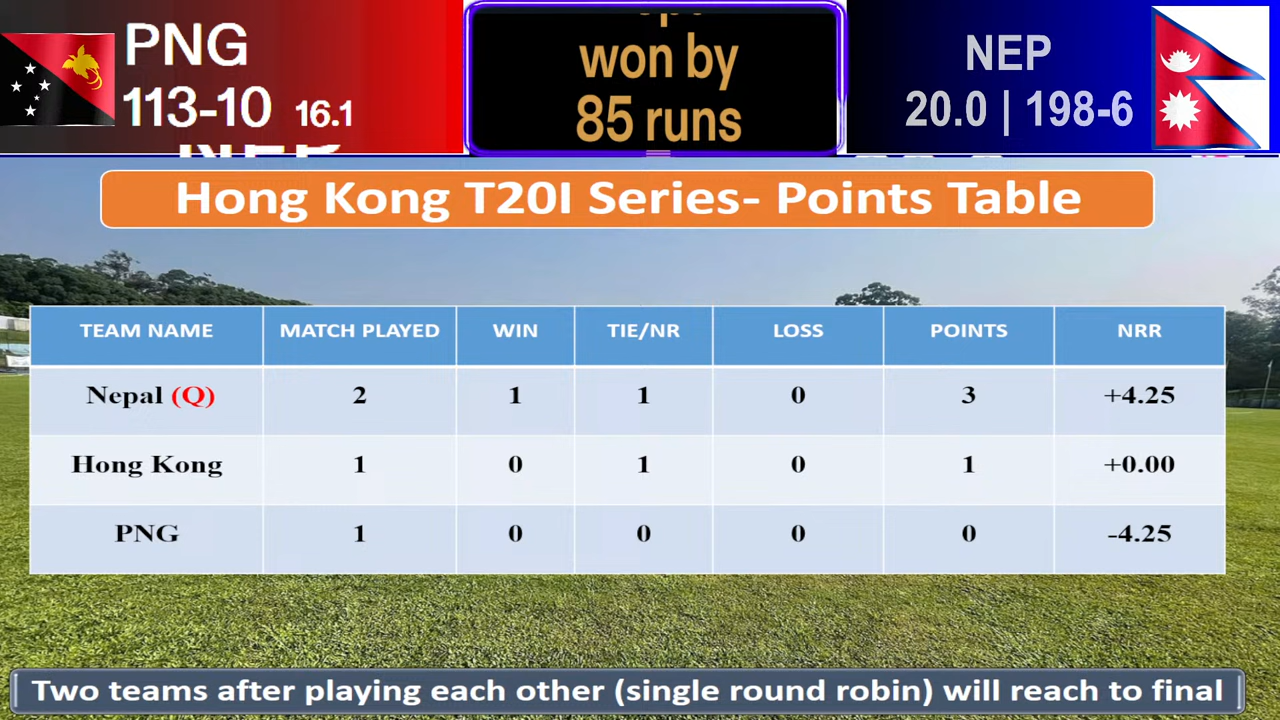 PNG
113-10 16.1
won by
85 runs
NEP
20.0 | 198-6
Hong Kong T20I Series- Points Table
TEAM NAME MATCH PLAYED WIN TIE/NR LOSS POINTS NRR
Nepal (Q) 2 1 1 0 3 +4.25
Hong Kong 1 0 1 0 1 +0.00
PNG 1 0 0 0 0 -4.25
Two teams after playing each other (single round robin) will reach to final